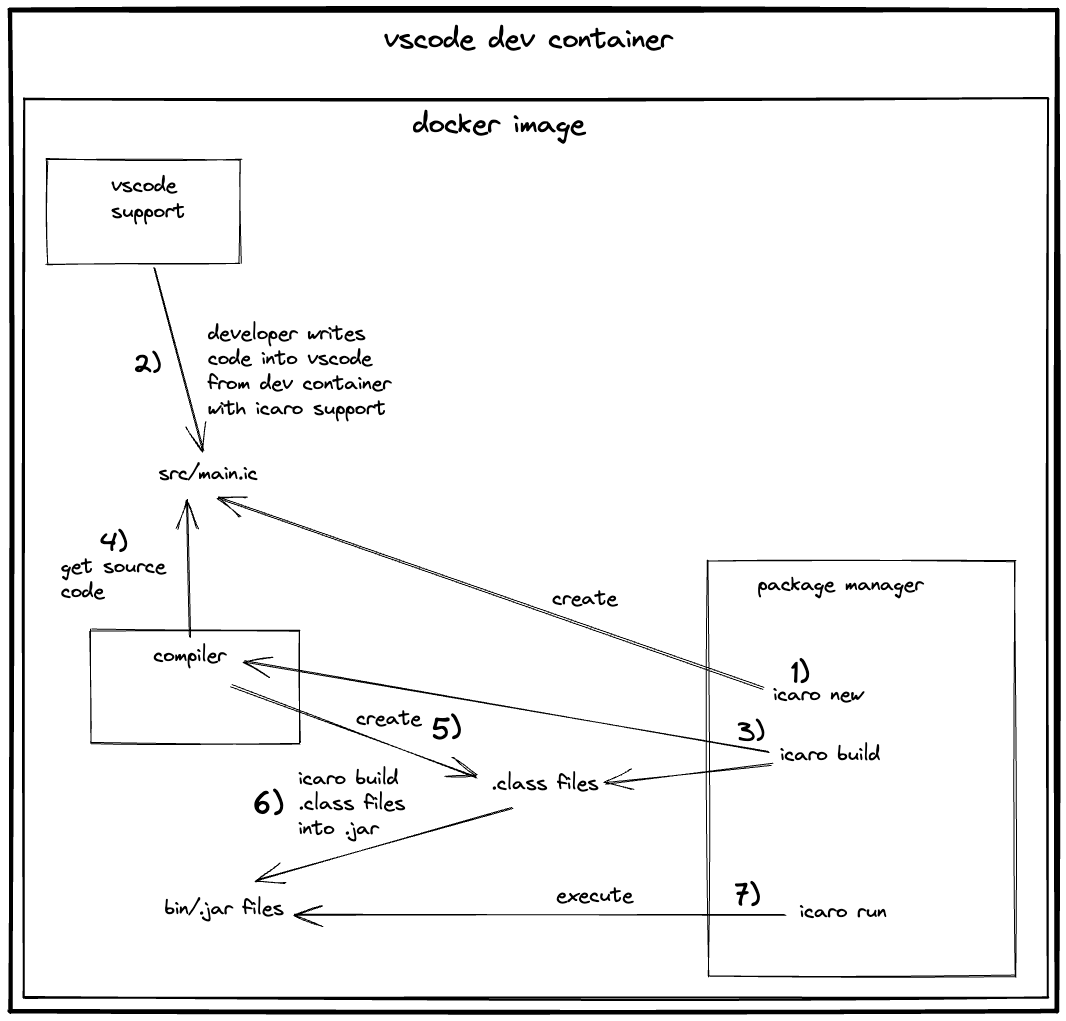 vscode dev container
docker image
vscode
support
2)
developer writes
code into vscode
from dev container
with icaro support
src/main.ic
4)
get source
code
create
package manager
compiler
1)
icaro new
create 5)
3)
icaro build
6)
icaro build
.class files
into .jar
.class files
bin/.jar files
execute
7)
icaro run